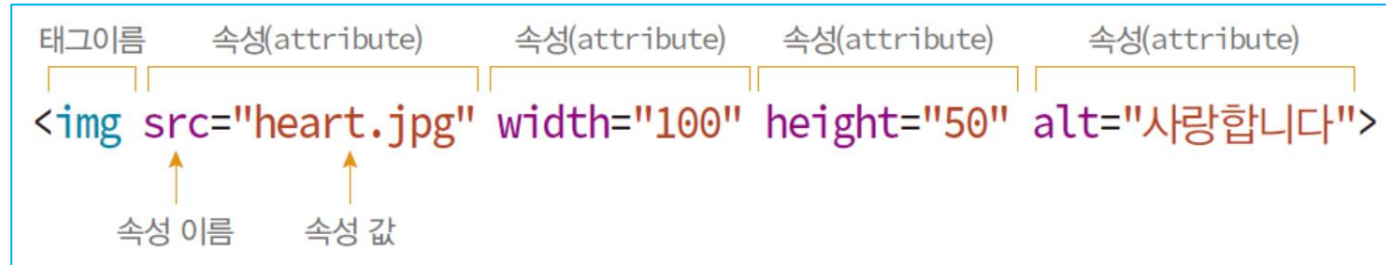 태그이름 속성(attribute) 속성(attribute) 속성(attribute) 속성(attribute)
<img src="heart.jpg" width="100" height="50" alt="사랑합니다">
속성 이름 속성 값